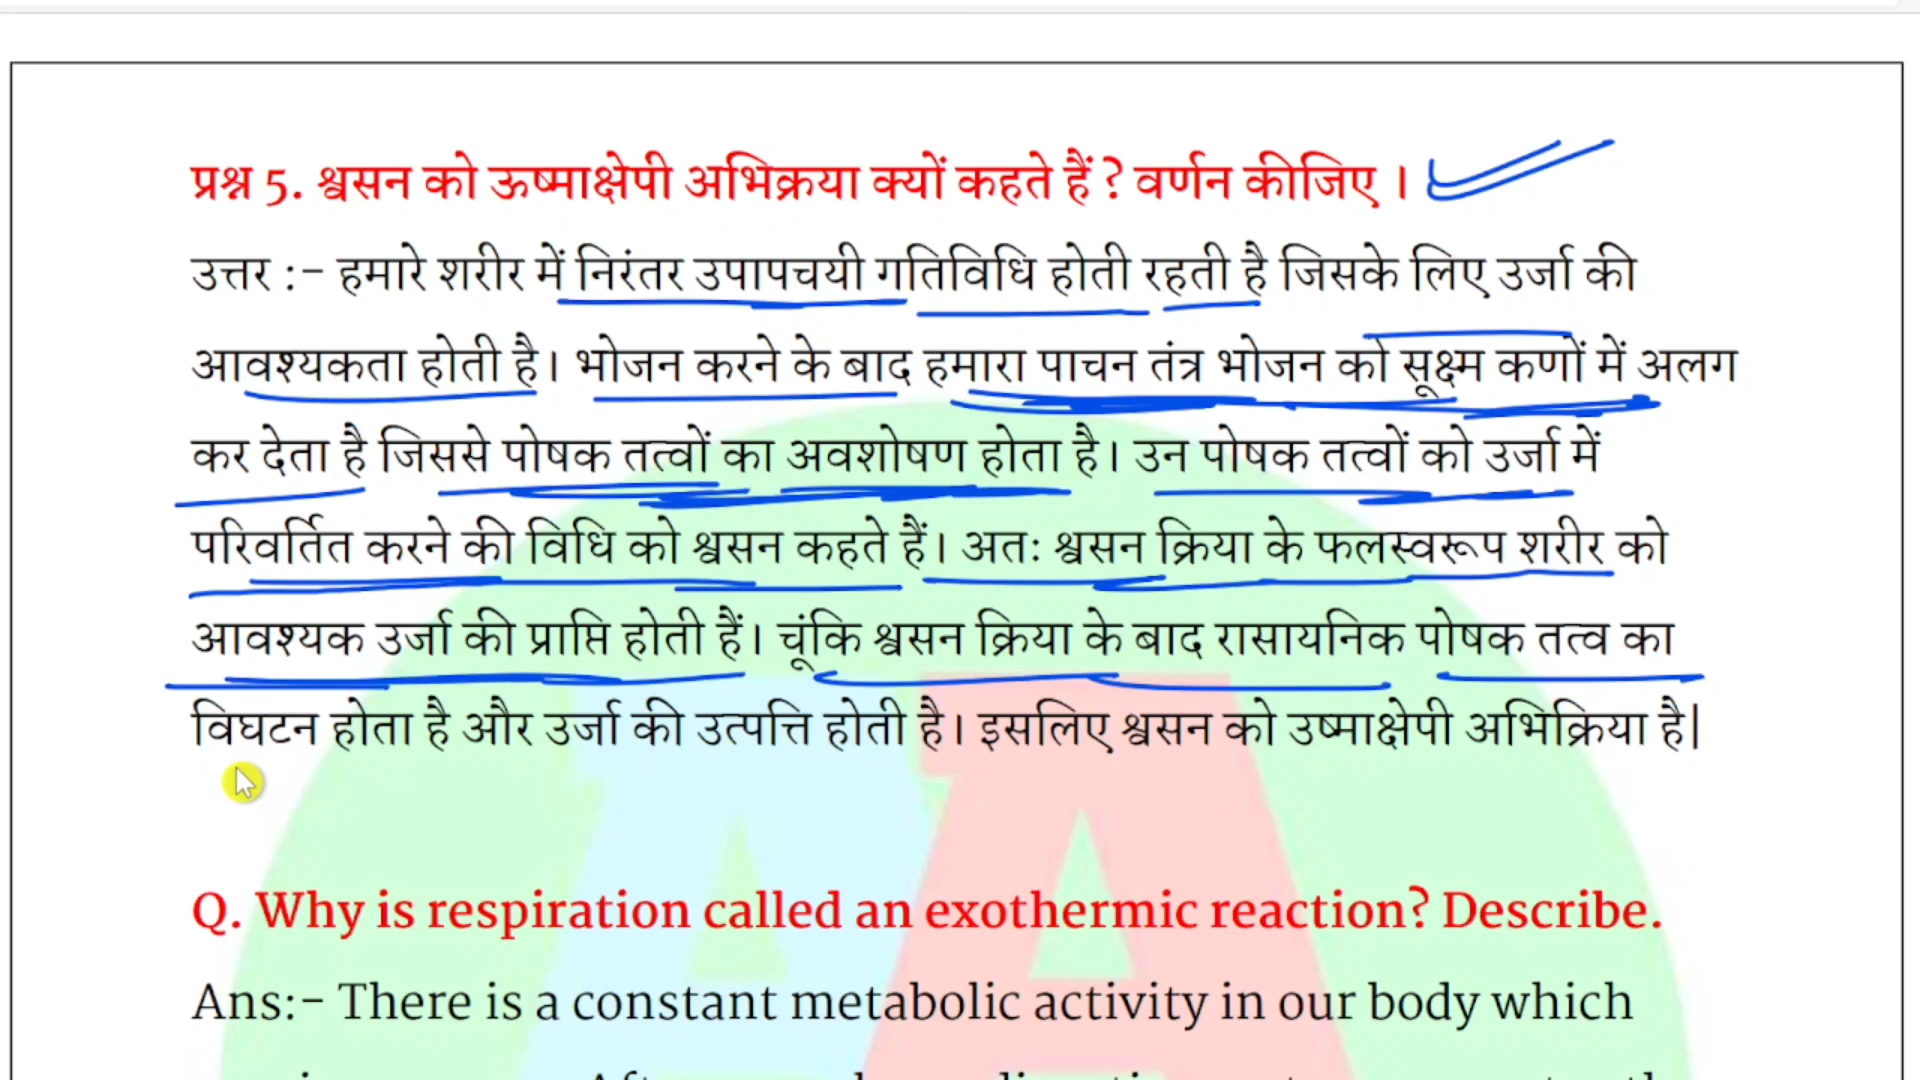 प्रश्न 5. श्वसन को ऊष्माक्षेपी अभिक्रया क्यों कहते हैं ? वर्णन कीजिए ।
उत्तर :- हमारे शरीर में निरंतर उपापचयी गतिविधि होती रहती है जिसके लिए उर्जा की
आवश्यकता होती है। भोजन करने के बाद हमारा पाचन तंत्र भोजन को सूक्ष्म कणों में अलग
कर देता है जिससे पोषक तत्वों का अवशोषण होता है। उन पोषक तत्वों को उर्जा में
परिवर्तित करने की विधि को श्वसन कहते हैं। अतः श्वसन क्रिया के फलस्वरूप शरीर को
आवश्यक उर्जा की प्राप्ति होती हैं। चूंकि श्वसन क्रिया के बाद रासायनिक पोषक तत्व का
विघटन होता है और उर्जा की उत्पत्ति होती है। इसलिए श्वसन को उष्माक्षेपी अभिक्रिया है|
Q. Why is respiration called an exothermic reaction? Describe.
Ans:- There is a constant metabolic activity in our body which